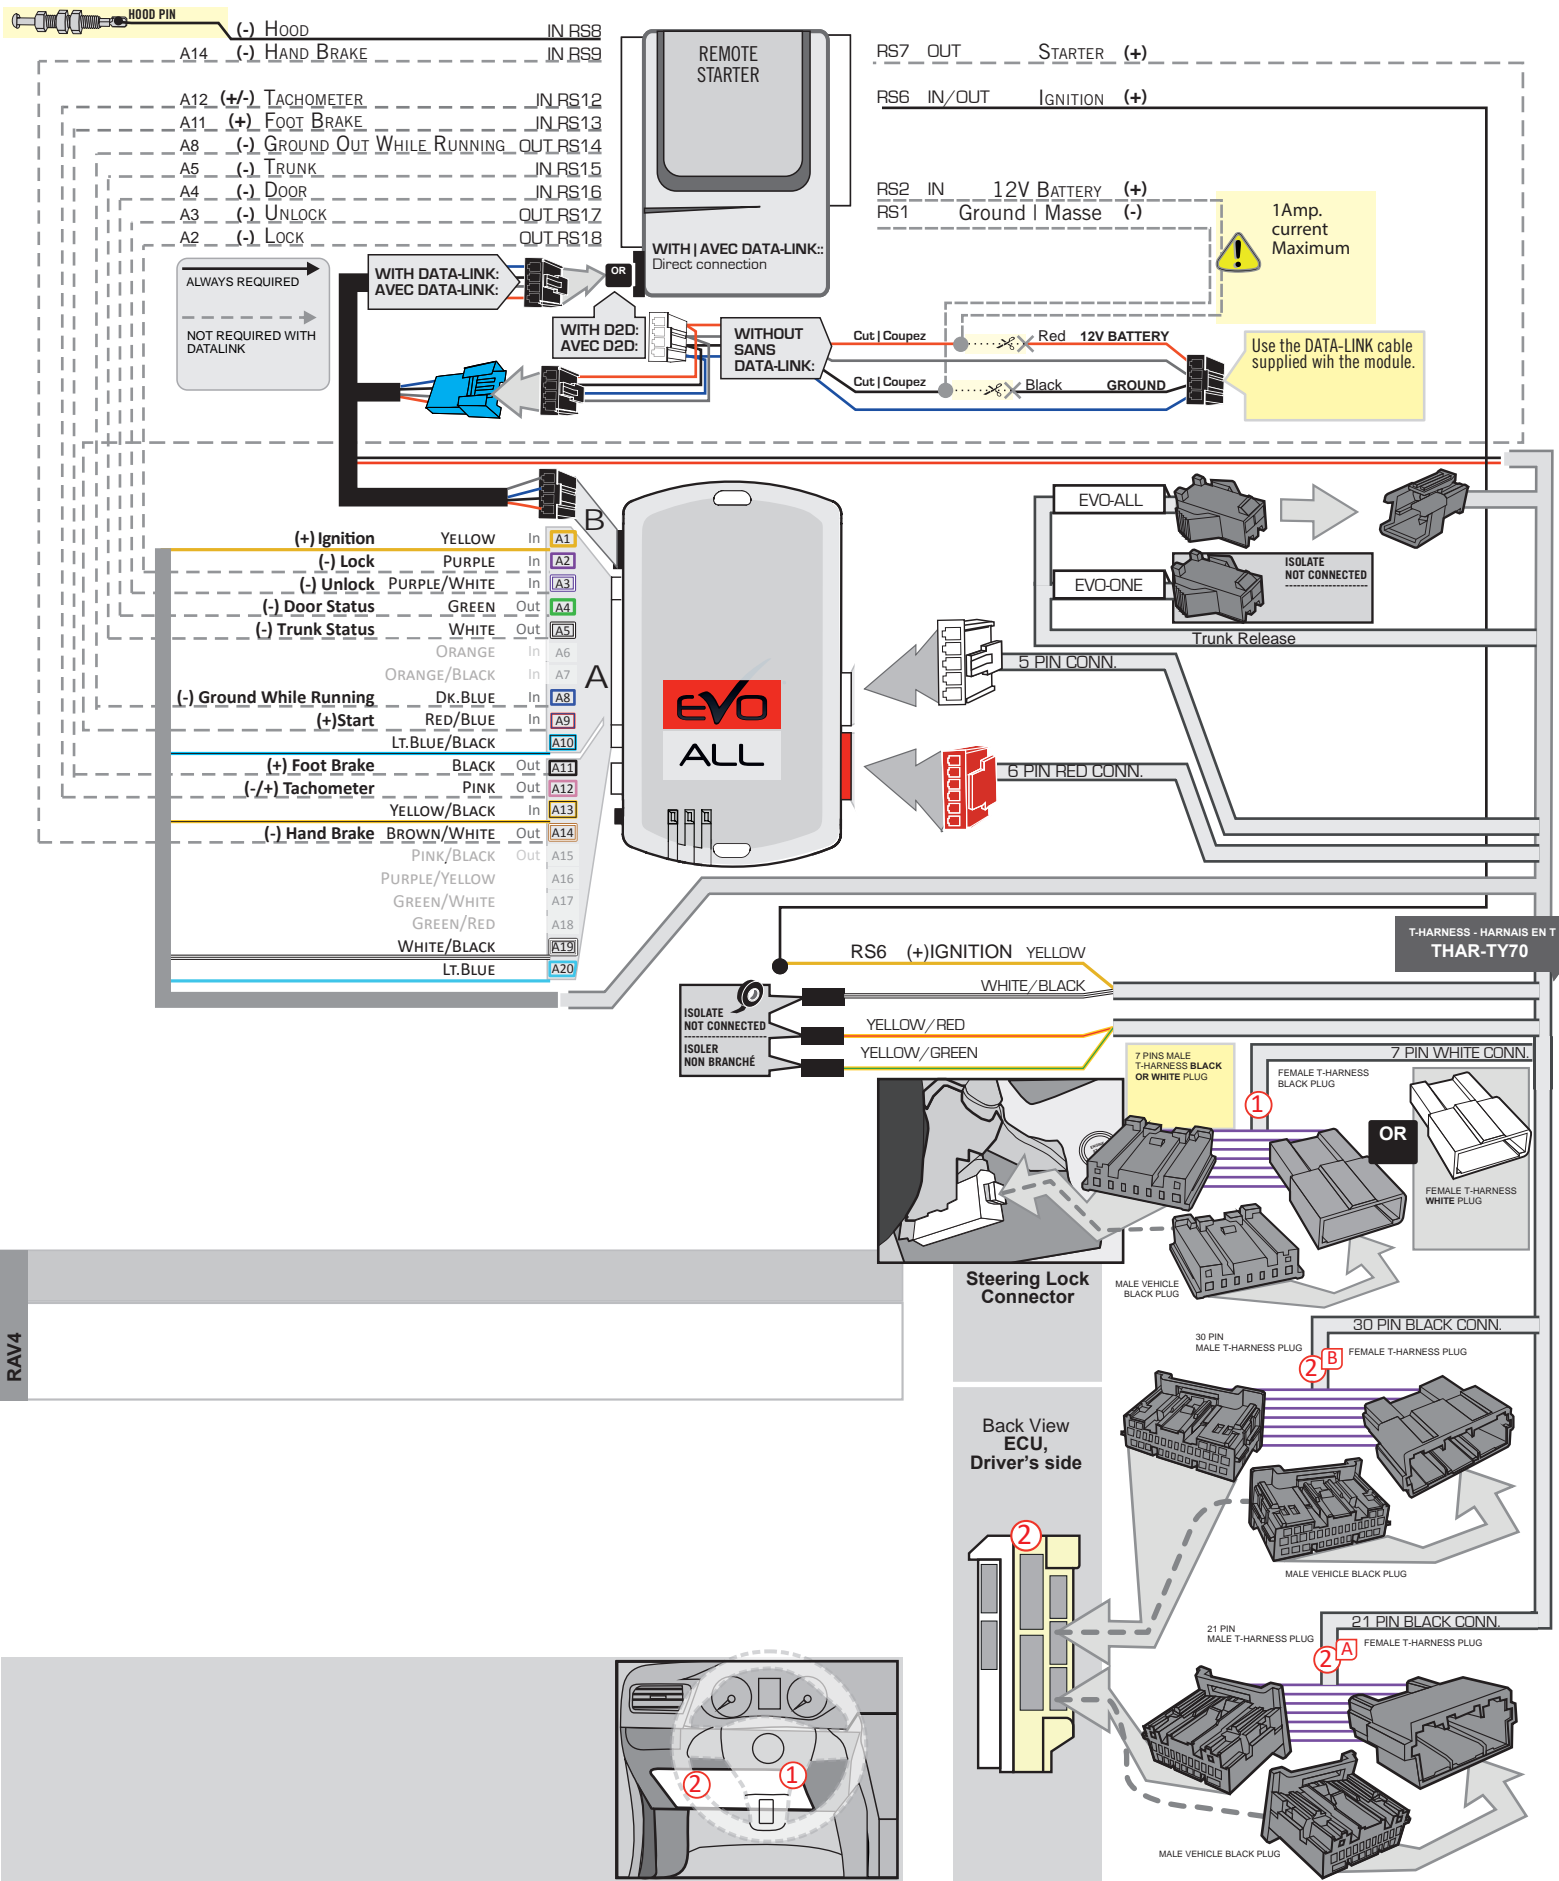 HOOD PIN
(-) HOOD IN RS8
A14 (-) HAND BRAKE IN RS9
A12 (+/-) TACHOMETER IN RS12
A11 (+) FOOT BRAKE IN RS13
A8 (-) GROUND OUT WHILE RUNNING OUT RS14
A5 (-) TRUNK IN RS15
A4 (-) DOOR IN RS16
A3 (-) UNLOCK OUT RS17
A2 (-) LOCK OUT RS18
REMOTE
STARTER
WITH | AVEC DATA-LINK::
Direct connection
RS7 OUT STARTER (+)
RS6 IN/OUT IGNITION (+)
RS2 IN 12V BATTERY (+)
RS1 Ground | Masse (-)
1Amp.
current
Maximum
ALWAYS REQUIRED
NOT REQUIRED WITH
DATALINK
WITH DATA-LINK:
AVEC DATA-LINK:
OR
WITH D2D:
AVEC D2D:
WITHOUT
SANS
DATA-LINK:
Cut | Coupez Red 12V BATTERY
Cut | Coupez Black GROUND
Use the DATA-LINK cable
supplied wih the module.
B
A
(+) Ignition YELLOW In A1
(-) Lock PURPLE In A2
(-) Unlock PURPLE/WHITE In A3
(-) Door Status GREEN Out A4
(-) Trunk Status WHITE Out A5
ORANGE In A6
ORANGE/BLACK In A7
(-) Ground While Running DK.BLUE In A8
(+)Start RED/BLUE In A9
LT.BLUE/BLACK A10
(+) Foot Brake BLACK Out A11
(-/+) Tachometer PINK Out A12
YELLOW/BLACK In A13
(-) Hand Brake BROWN/WHITE Out A14
PINK/BLACK Out A15
PURPLE/YELLOW A16
GREEN/WHITE A17
GREEN/RED A18
WHITE/BLACK A19
LT.BLUE A20
EVO
ALL
EVO-ALL
EVO-ONE
ISOLATE
NOT CONNECTED
Trunk Release
5 PIN CONN.
6 PIN RED CONN.
T-HARNESS - HARNAIS EN T
THAR-TY70
RS6 (+)IGNITION YELLOW
WHITE/BLACK
YELLOW/RED
YELLOW/GREEN
ISOLATE
NOT CONNECTED
ISOLER
NON BRANCHÉ
7 PINS MALE
T-HARNESS BLACK
OR WHITE PLUG
7 PIN WHITE CONN.
FEMALE T-HARNESS
BLACK PLUG
1
OR
FEMALE T-HARNESS
WHITE PLUG
MALE VEHICLE
BLACK PLUG
Steering Lock
Connector
RAV4
30 PIN BLACK CONN.
30 PIN
MALE T-HARNESS PLUG
2 B
FEMALE T-HARNESS PLUG
MALE VEHICLE BLACK PLUG
Back View
ECU,
Driver's side
2
21 PIN BLACK CONN.
21 PIN
MALE T-HARNESS PLUG
2 A
FEMALE T-HARNESS PLUG
MALE VEHICLE BLACK PLUG
2
1